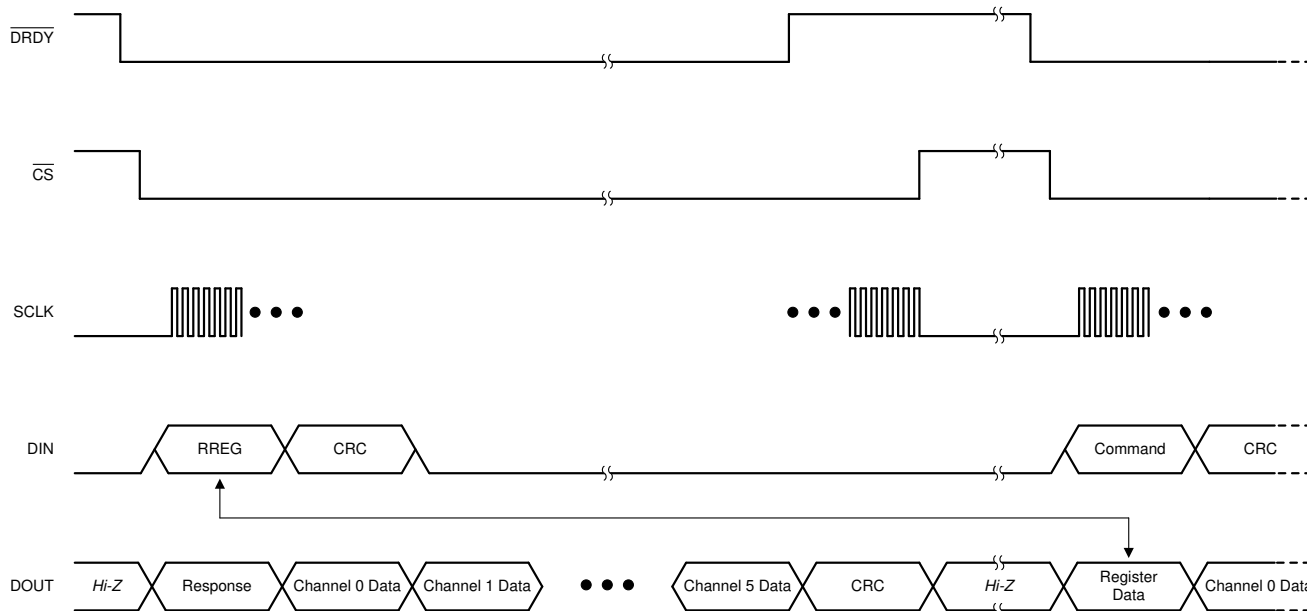 DRDY
CS
SCLK
DIN
RREG
CRC
Command
CRC
DOUT
Hi-Z
Response
Channel 0 Data
Channel 1 Data
Channel 5 Data
CRC
Hi-Z
Register
Data
Channel 0 Data